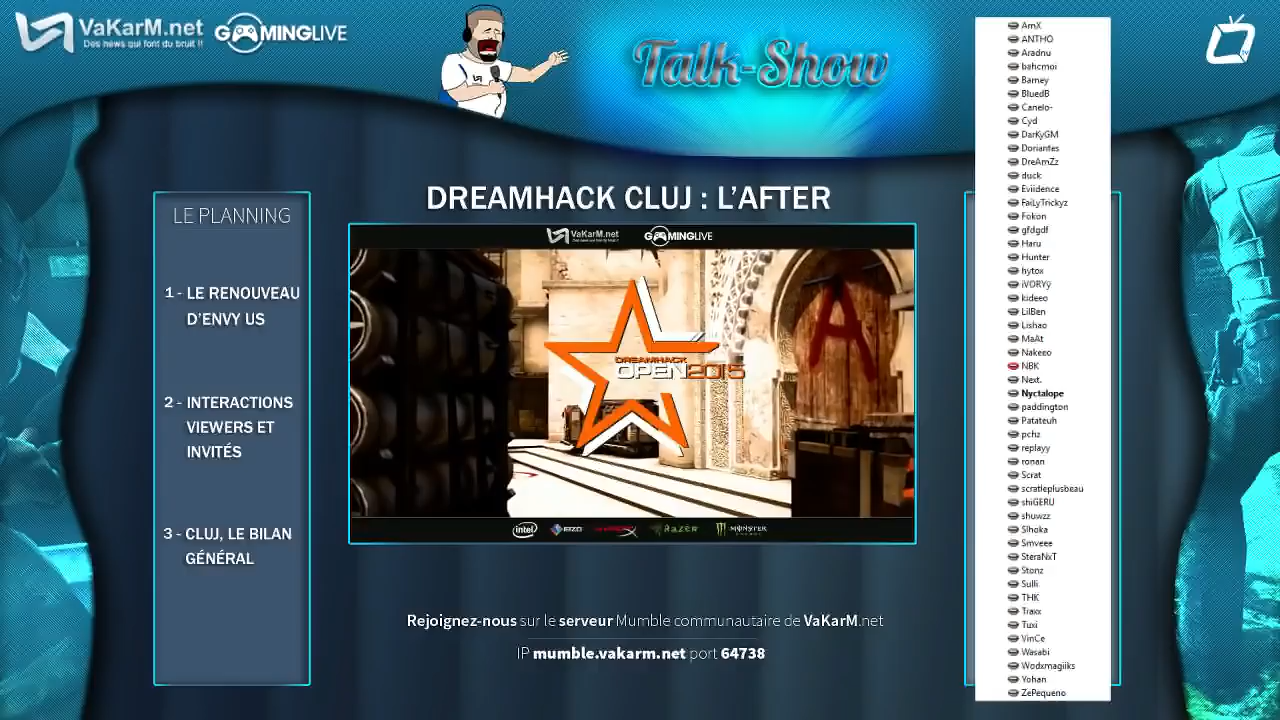 VaKarM.net
Des news qui font du bruit !!
GAMINGLIVE
Talk-Show
LE PLANNING
1 - LE RENOUVEAU
D'ENVY US
2 - INTERACTIONS
VIEWERS ET
INVITÉS
3 - CLUJ, LE BILAN
GÉNÉRAL
DREAMHACK CLUJ : L'AFTER
VaKarM.net
GAMINGLIVE
A
DREAMHACK
OPEN2015
intel
RAZER
MONSTER
Rejoignez-nous sur le serveur Mumble communautaire de VaKarM.net
IP mumble.vakarm.net port 64738
ArnX
ANTHO
Aradnu
bahcmoi
Barney
BluedB
Canelo-
Cyd
DarKyGM
Doriantes
DreAmZz
duck
Eviidence
FaiLyTrickyz
Fokon
gfdgdf
Haru
Hunter
hytox
iVORYy
kideeo
LilBen
Lishao
MaAt
Nakeeo
NBK
Next.
Nyctalope
paddington
Patateuh
pchz
replayy
ronan
Scrat
scratleplusbeau
shiGERU
shuwzz
Slhoka
Smveee
SteraNxT
Stonz
Sulli
THK
Traxx
Tuxi
VinCe
Wasabi
Wodxmagiiks
Yohan
ZePequeno